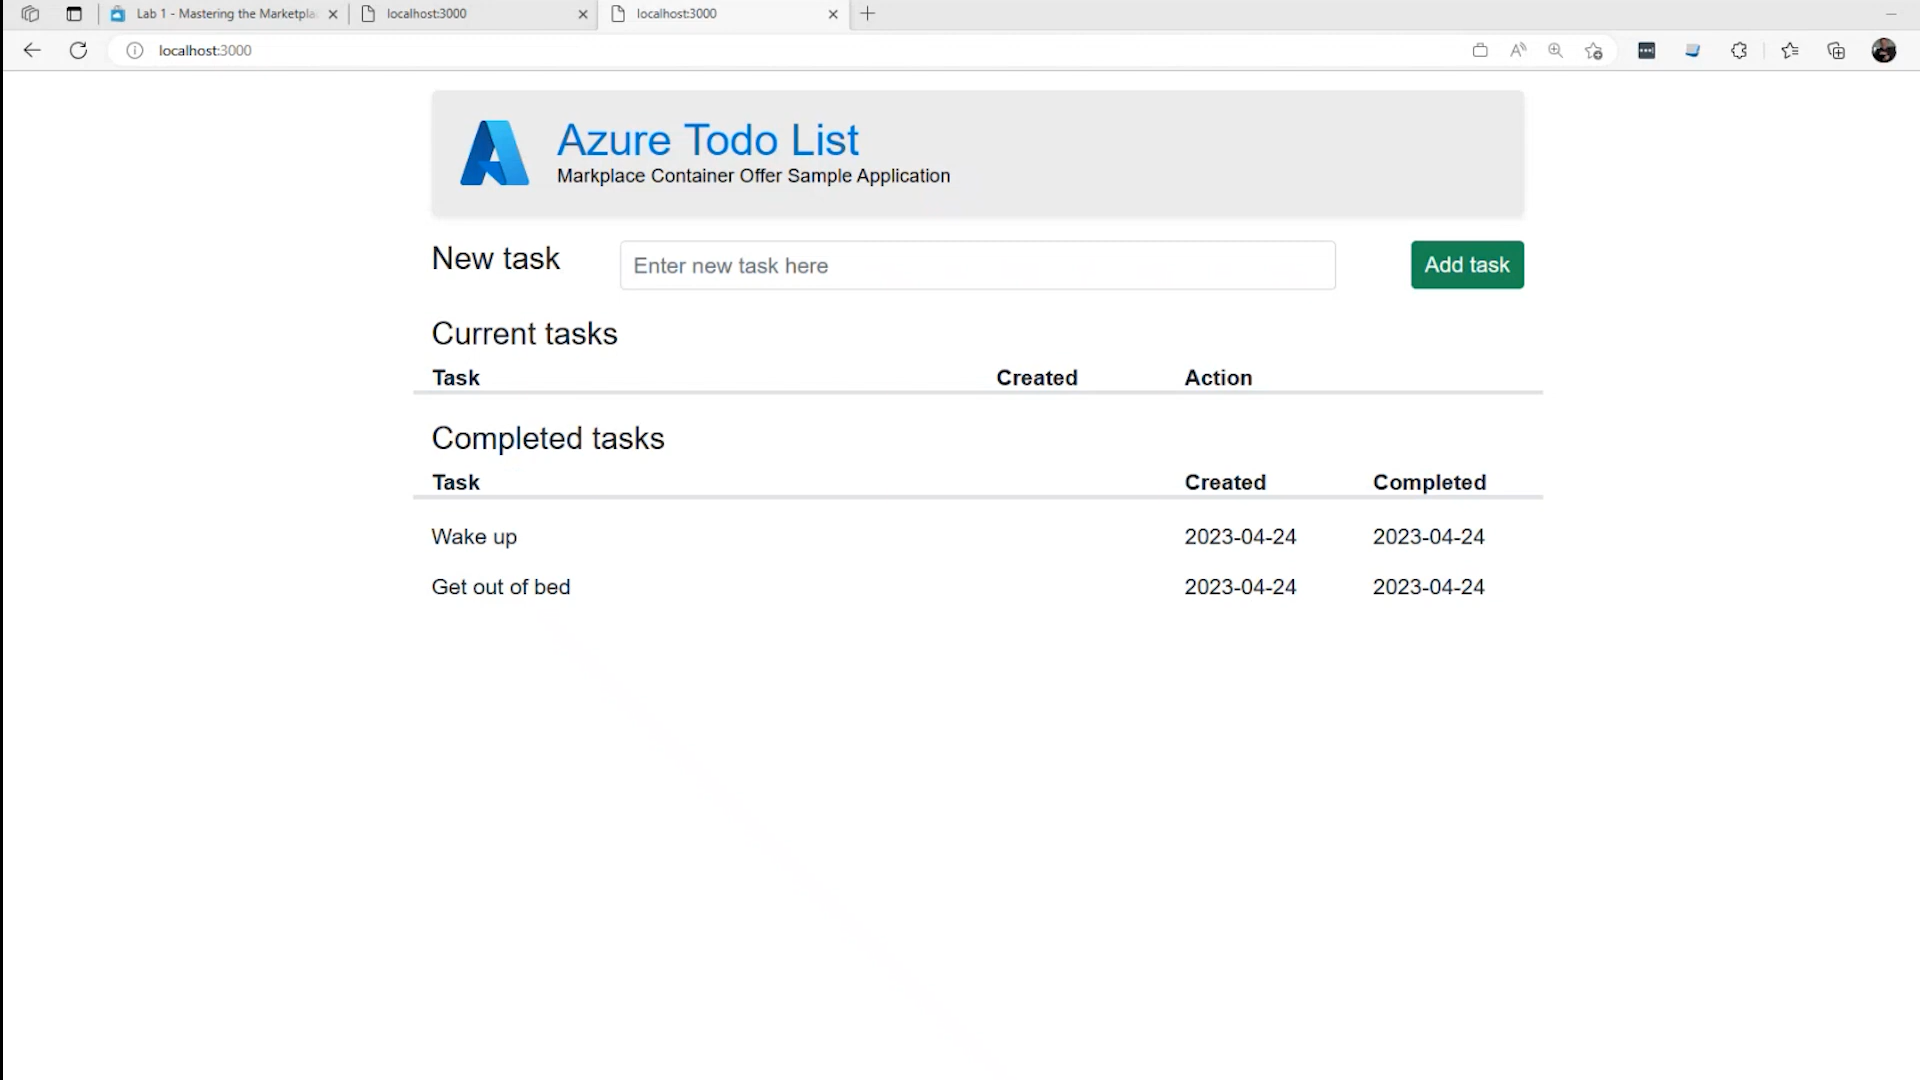 Lab 1 - Mastering the Marketpla
localhost:3000
localhost:3000
localhost:3000
Azure Todo List
Markplace Container Offer Sample Application
New task
Enter new task here
Add task
Current tasks
Task Created Action
Completed tasks
Task Created Completed
Wake up 2023-04-24 2023-04-24
Get out of bed 2023-04-24 2023-04-24